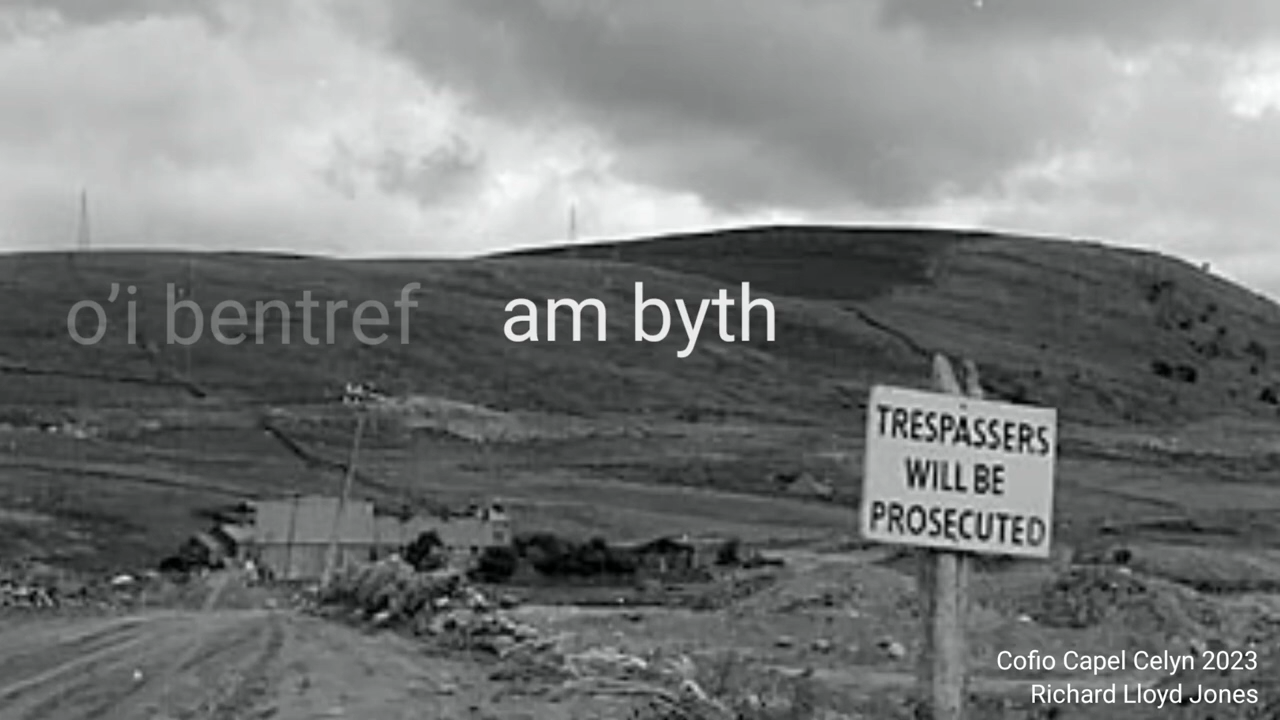 o’i bentref am byth
TRESPASSERS
WILL BE
PROSECUTED
Cofio Capel Celyn 2023
Richard Lloyd Jones